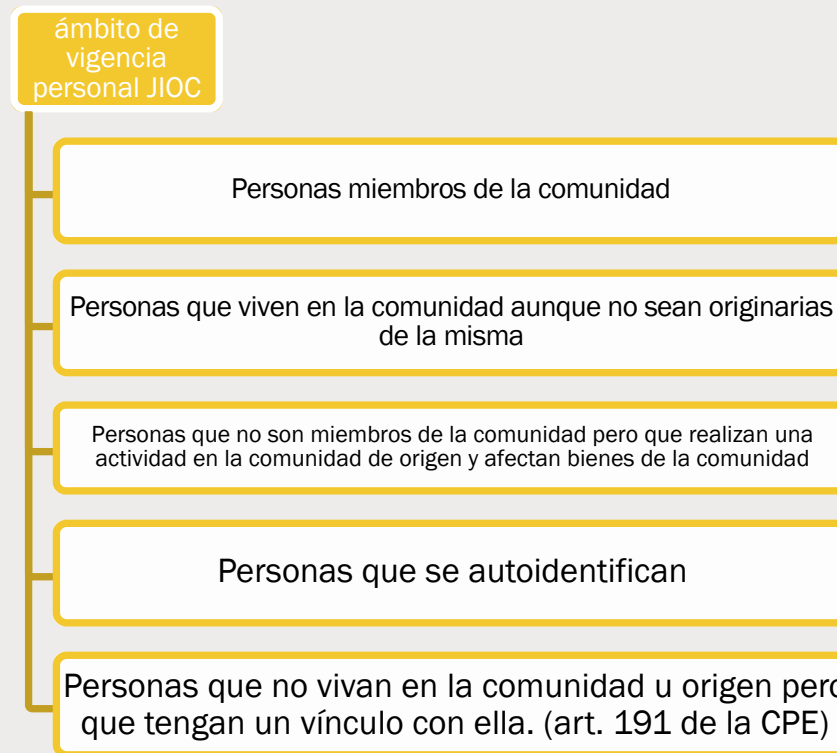 ámbito de
vigencia
personal JIOC
Personas miembros de la comunidad
Personas que viven en la comunidad aunque no sean originarias
de la misma
Personas que no son miembros de la comunidad pero que realizan una
actividad en la comunidad de origen y afectan bienes de la comunidad
Personas que se autoidentifican
Personas que no vivan en la comunidad u origen pero
que tengan un vínculo con ella. (art. 191 de la CPE)